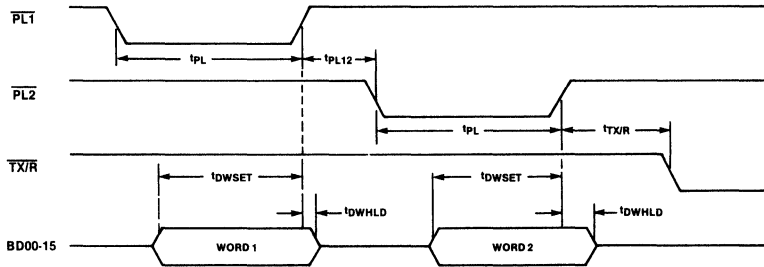 PL1
tPL
tPL12
PL2
tPL
tTX/R
TX/R
tDWSET
tDWSET
tDWHLD
tDWHLD
BD00-15
WORD 1
WORD 2